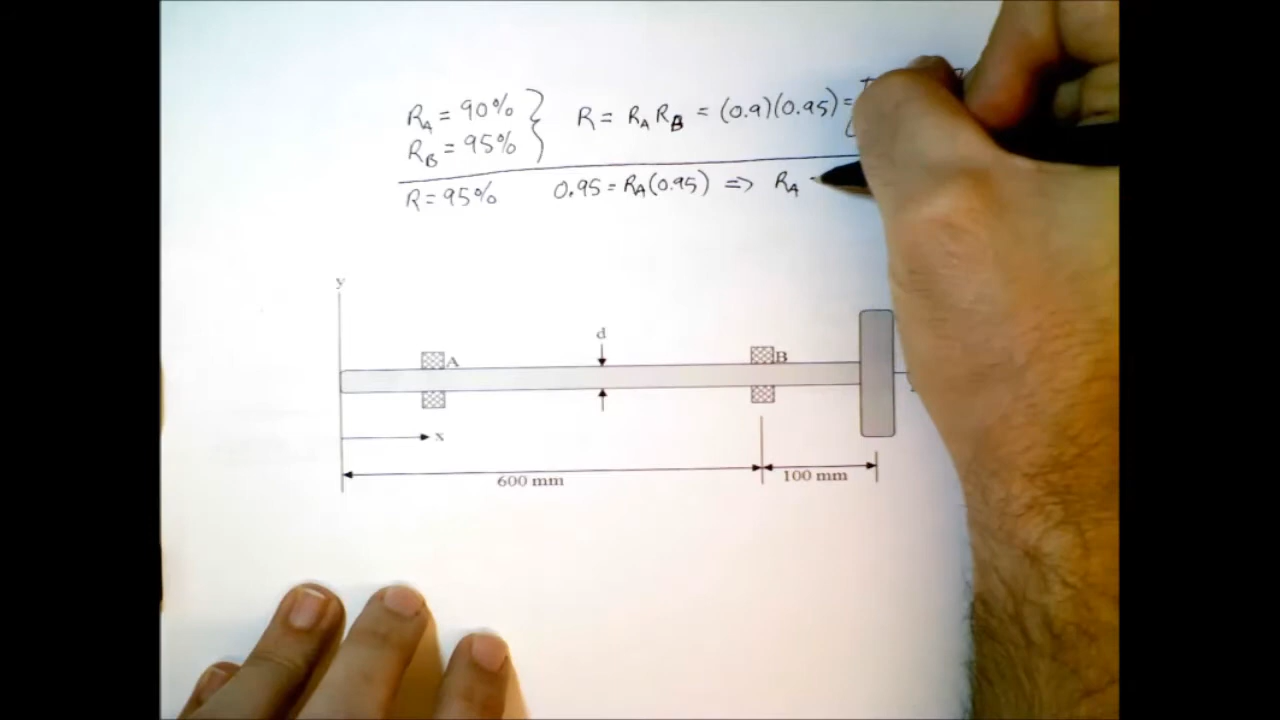 R_A = 90% } R = R_A R_B = (0.9)(0.95) =
R_B = 95%
R = 95% 0.95 = R_A(0.95) => R_A
y
d
A
B
x
600 mm
100 mm